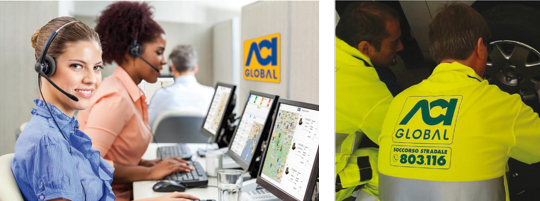 ACI
GLOBAL
ACI
GLOBAL
SOCCORSO STRADALE
803.116